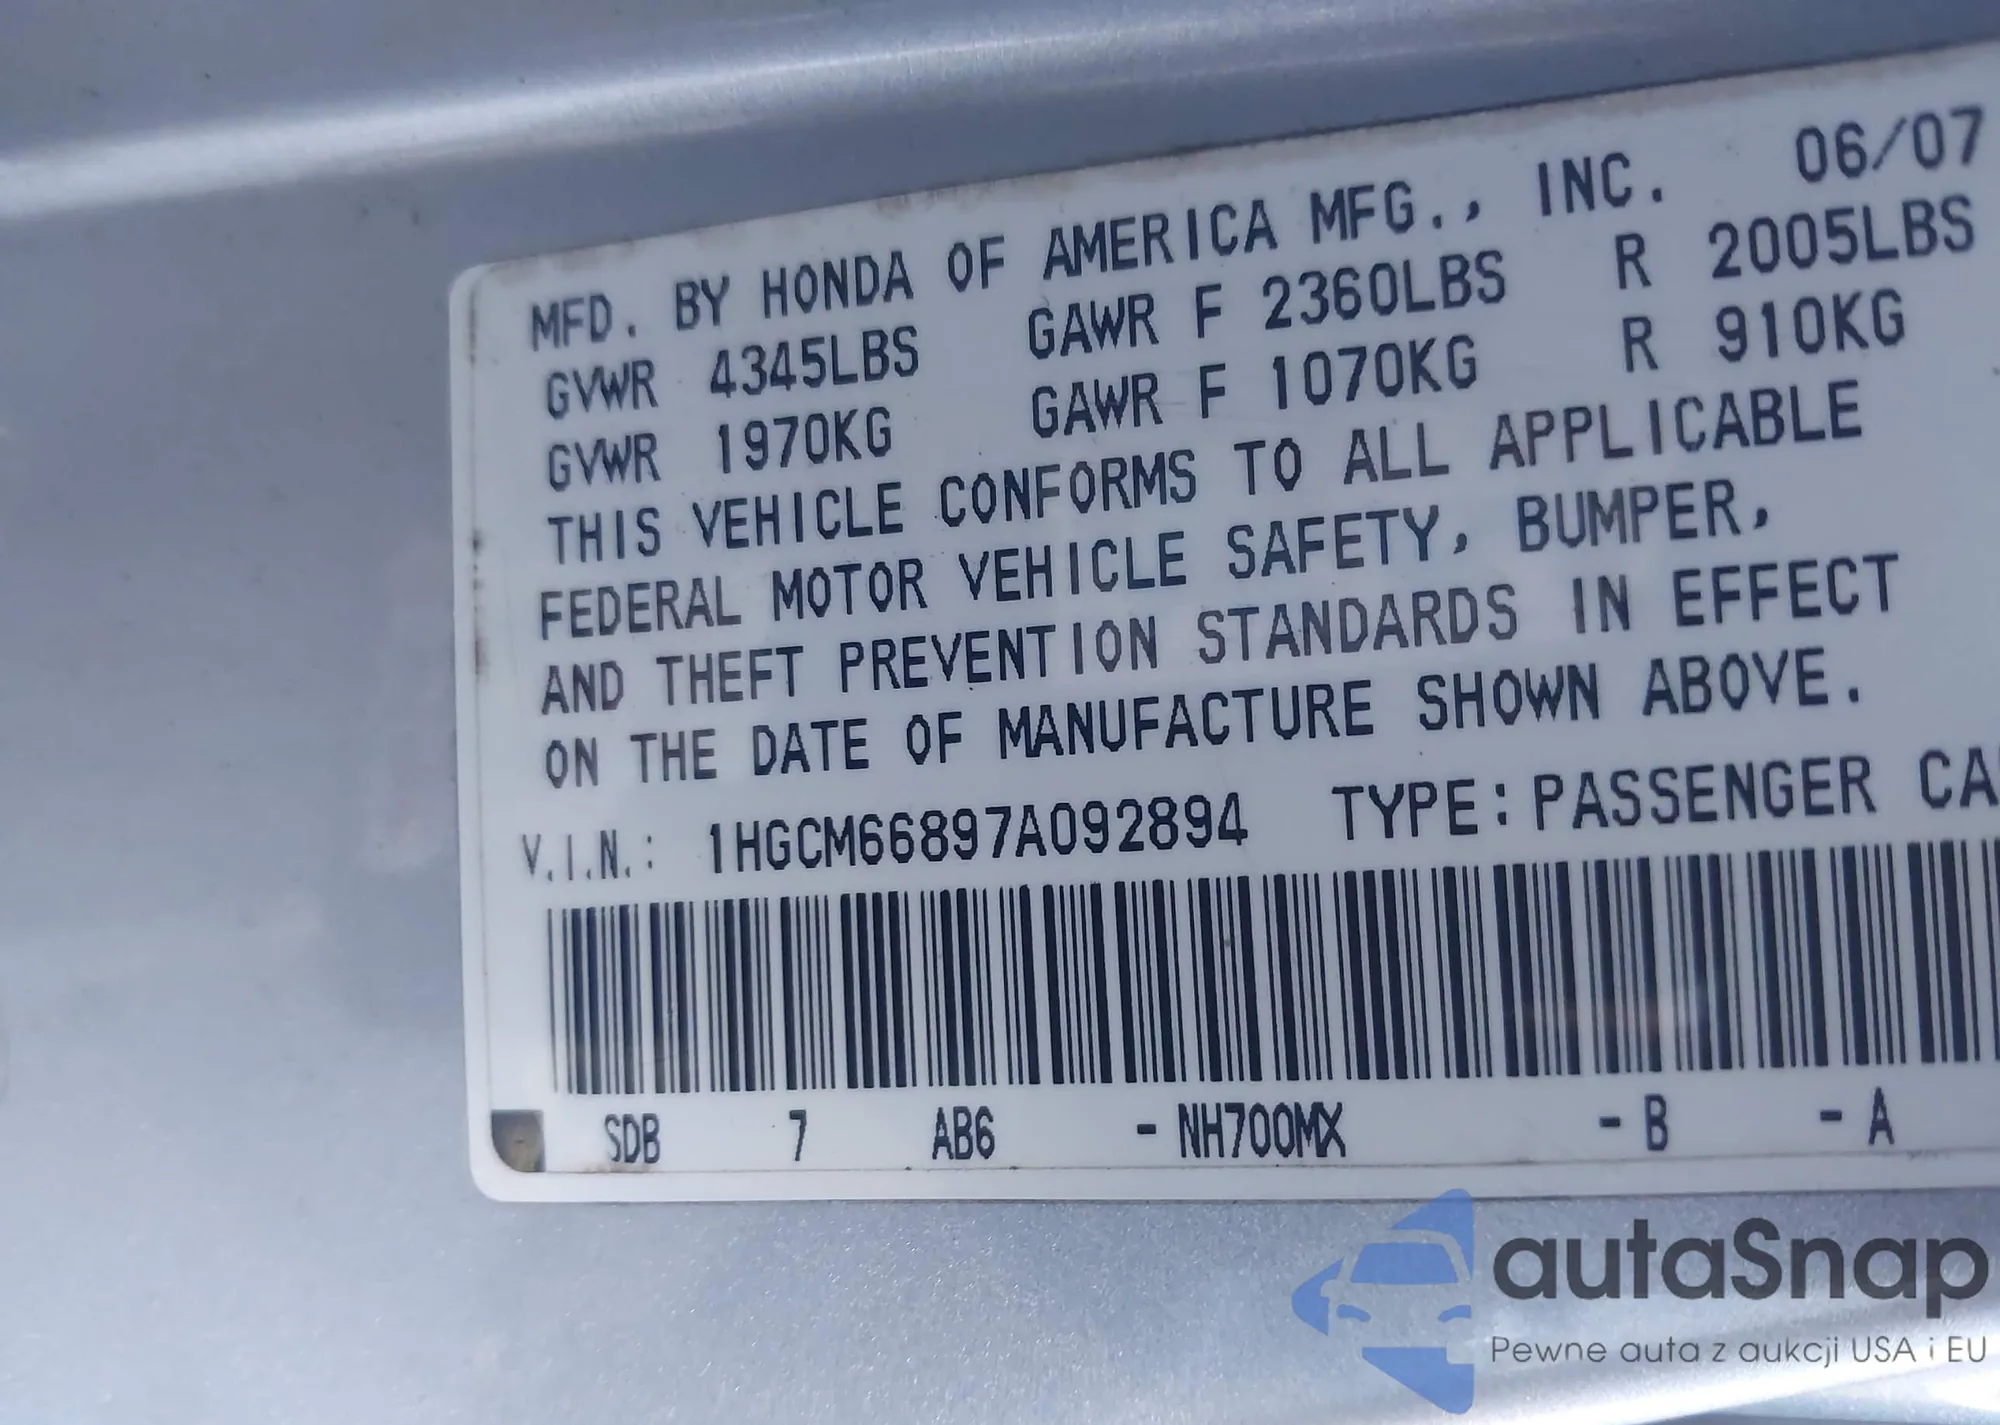 MFD. BY HONDA OF AMERICA MFG., INC. 06/07
GVWR 4345LBS GAWR F 2360LBS R 2005LBS
GVWR 1970KG GAWR F 1070KG R 910KG
THIS VEHICLE CONFORMS TO ALL APPLICABLE
FEDERAL MOTOR VEHICLE SAFETY, BUMPER,
AND THEFT PREVENTION STANDARDS IN EFFECT
ON THE DATE OF MANUFACTURE SHOWN ABOVE.
V.I.N.: 1HGCM66897A092894 TYPE: PASSENGER CA
SDB 7 AB6 - NH700MX - B - A
autaSnap
Pewne auta z aukcji USA i EU